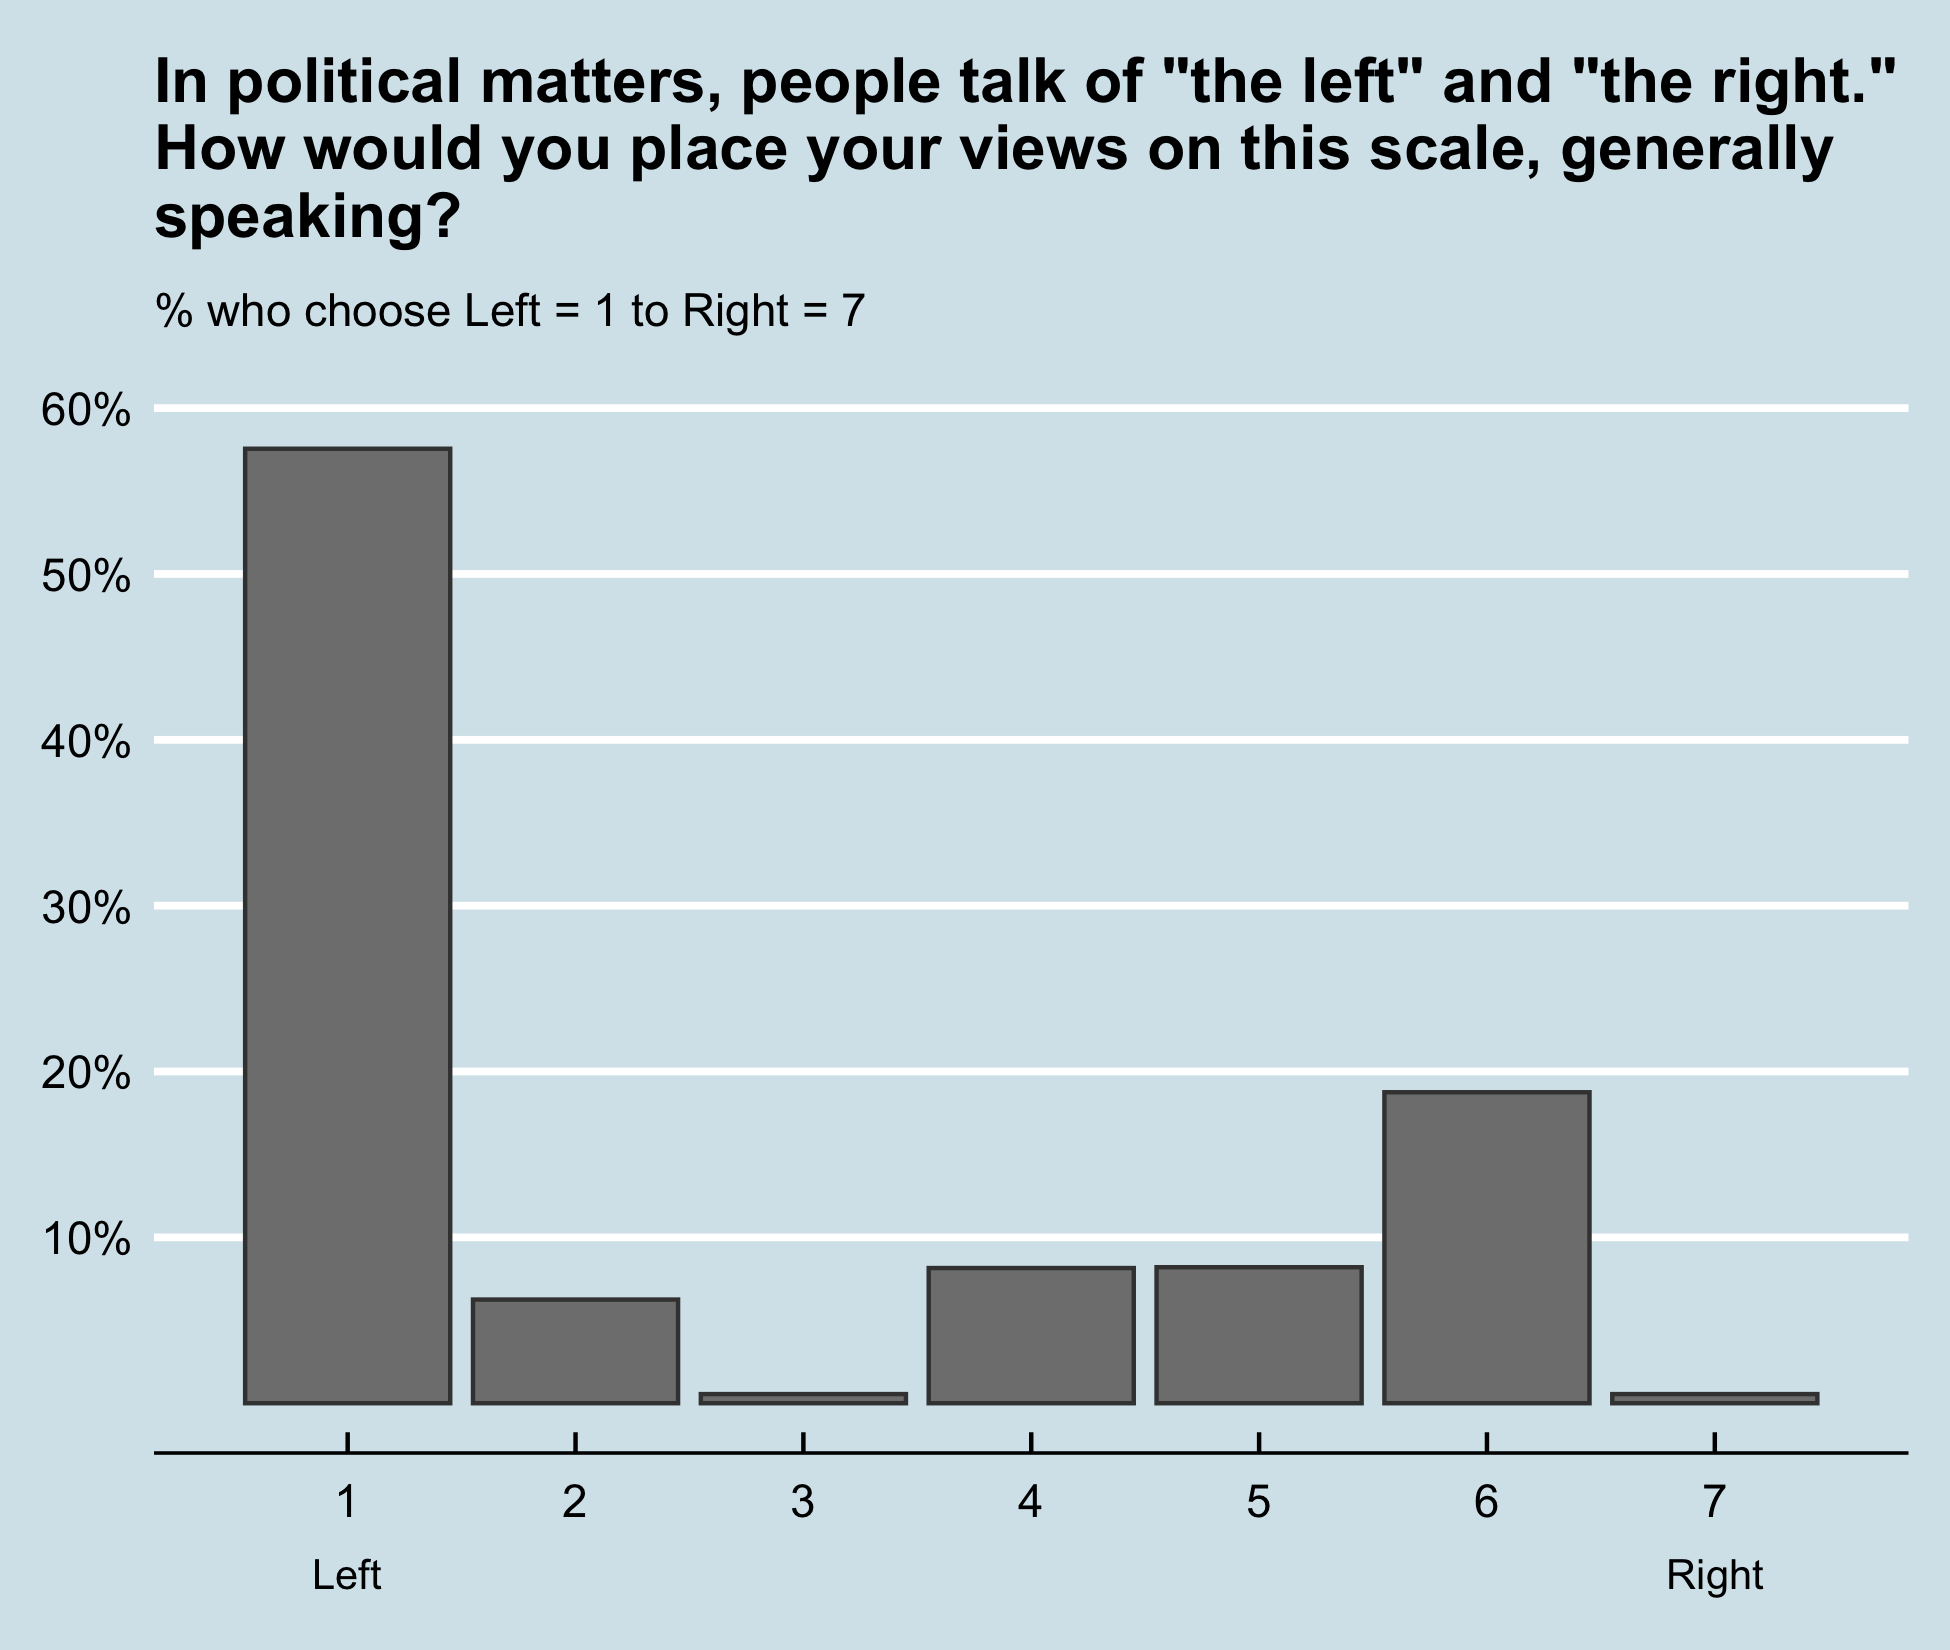 In political matters, people talk of "the left" and "the right."
How would you place your views on this scale, generally
speaking?
% who choose Left = 1 to Right = 7
60%
50%
40%
30%
20%
10%
1 2 3 4 5 6 7
Left Right